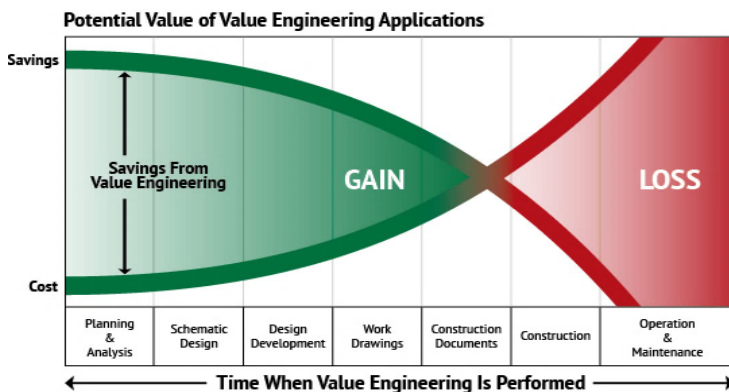 Potential Value of Value Engineering Applications
Savings
Savings From
Value Engineering
GAIN
LOSS
Cost
Planning
&
Analysis
Schematic
Design
Design
Development
Work
Drawings
Construction
Documents
Construction
Operation
&
Maintenance
Time When Value Engineering Is Performed